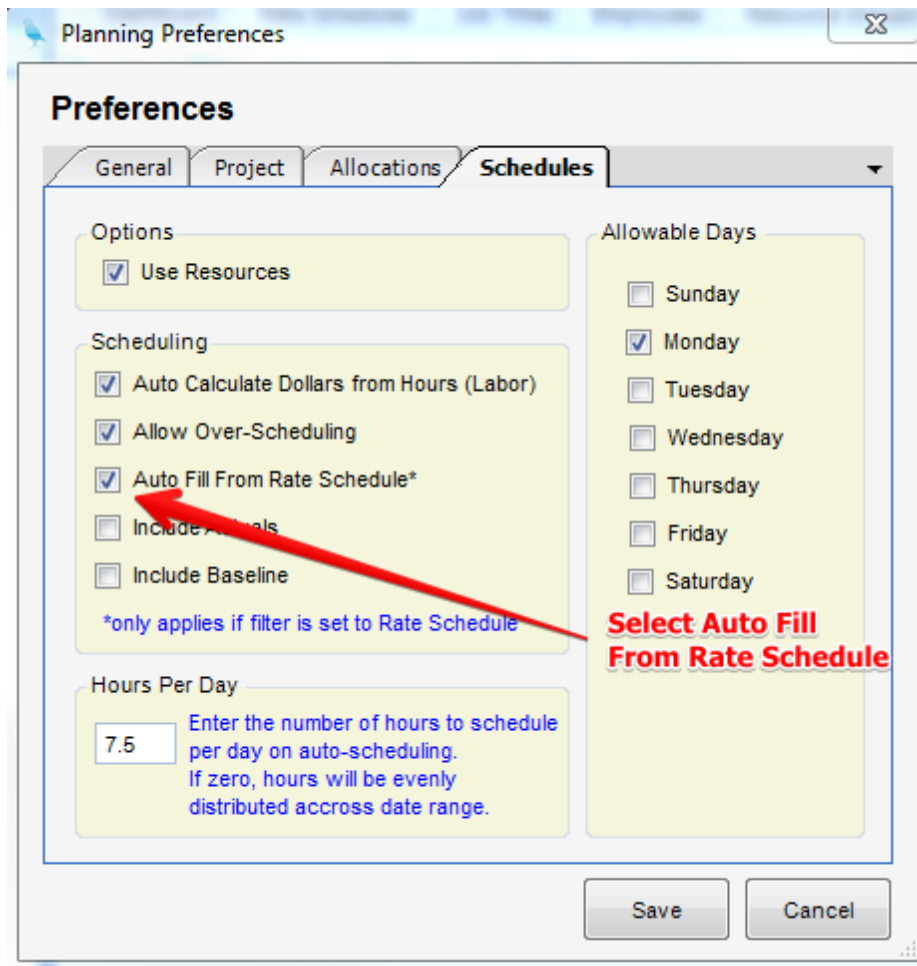 Planning Preferences
Preferences
General Project Allocations Schedules
Options
Use Resources
Scheduling
Auto Calculate Dollars from Hours (Labor)
Allow Over-Scheduling
Auto Fill From Rate Schedule*
Include Actuals
Include Baseline
*only applies if filter is set to Rate Schedule
Hours Per Day
7.5
Enter the number of hours to schedule
per day on auto-scheduling.
If zero, hours will be evenly
distributed accross date range.
Allowable Days
Sunday
Monday
Tuesday
Wednesday
Thursday
Friday
Saturday
Select Auto Fill
From Rate Schedule
Save Cancel